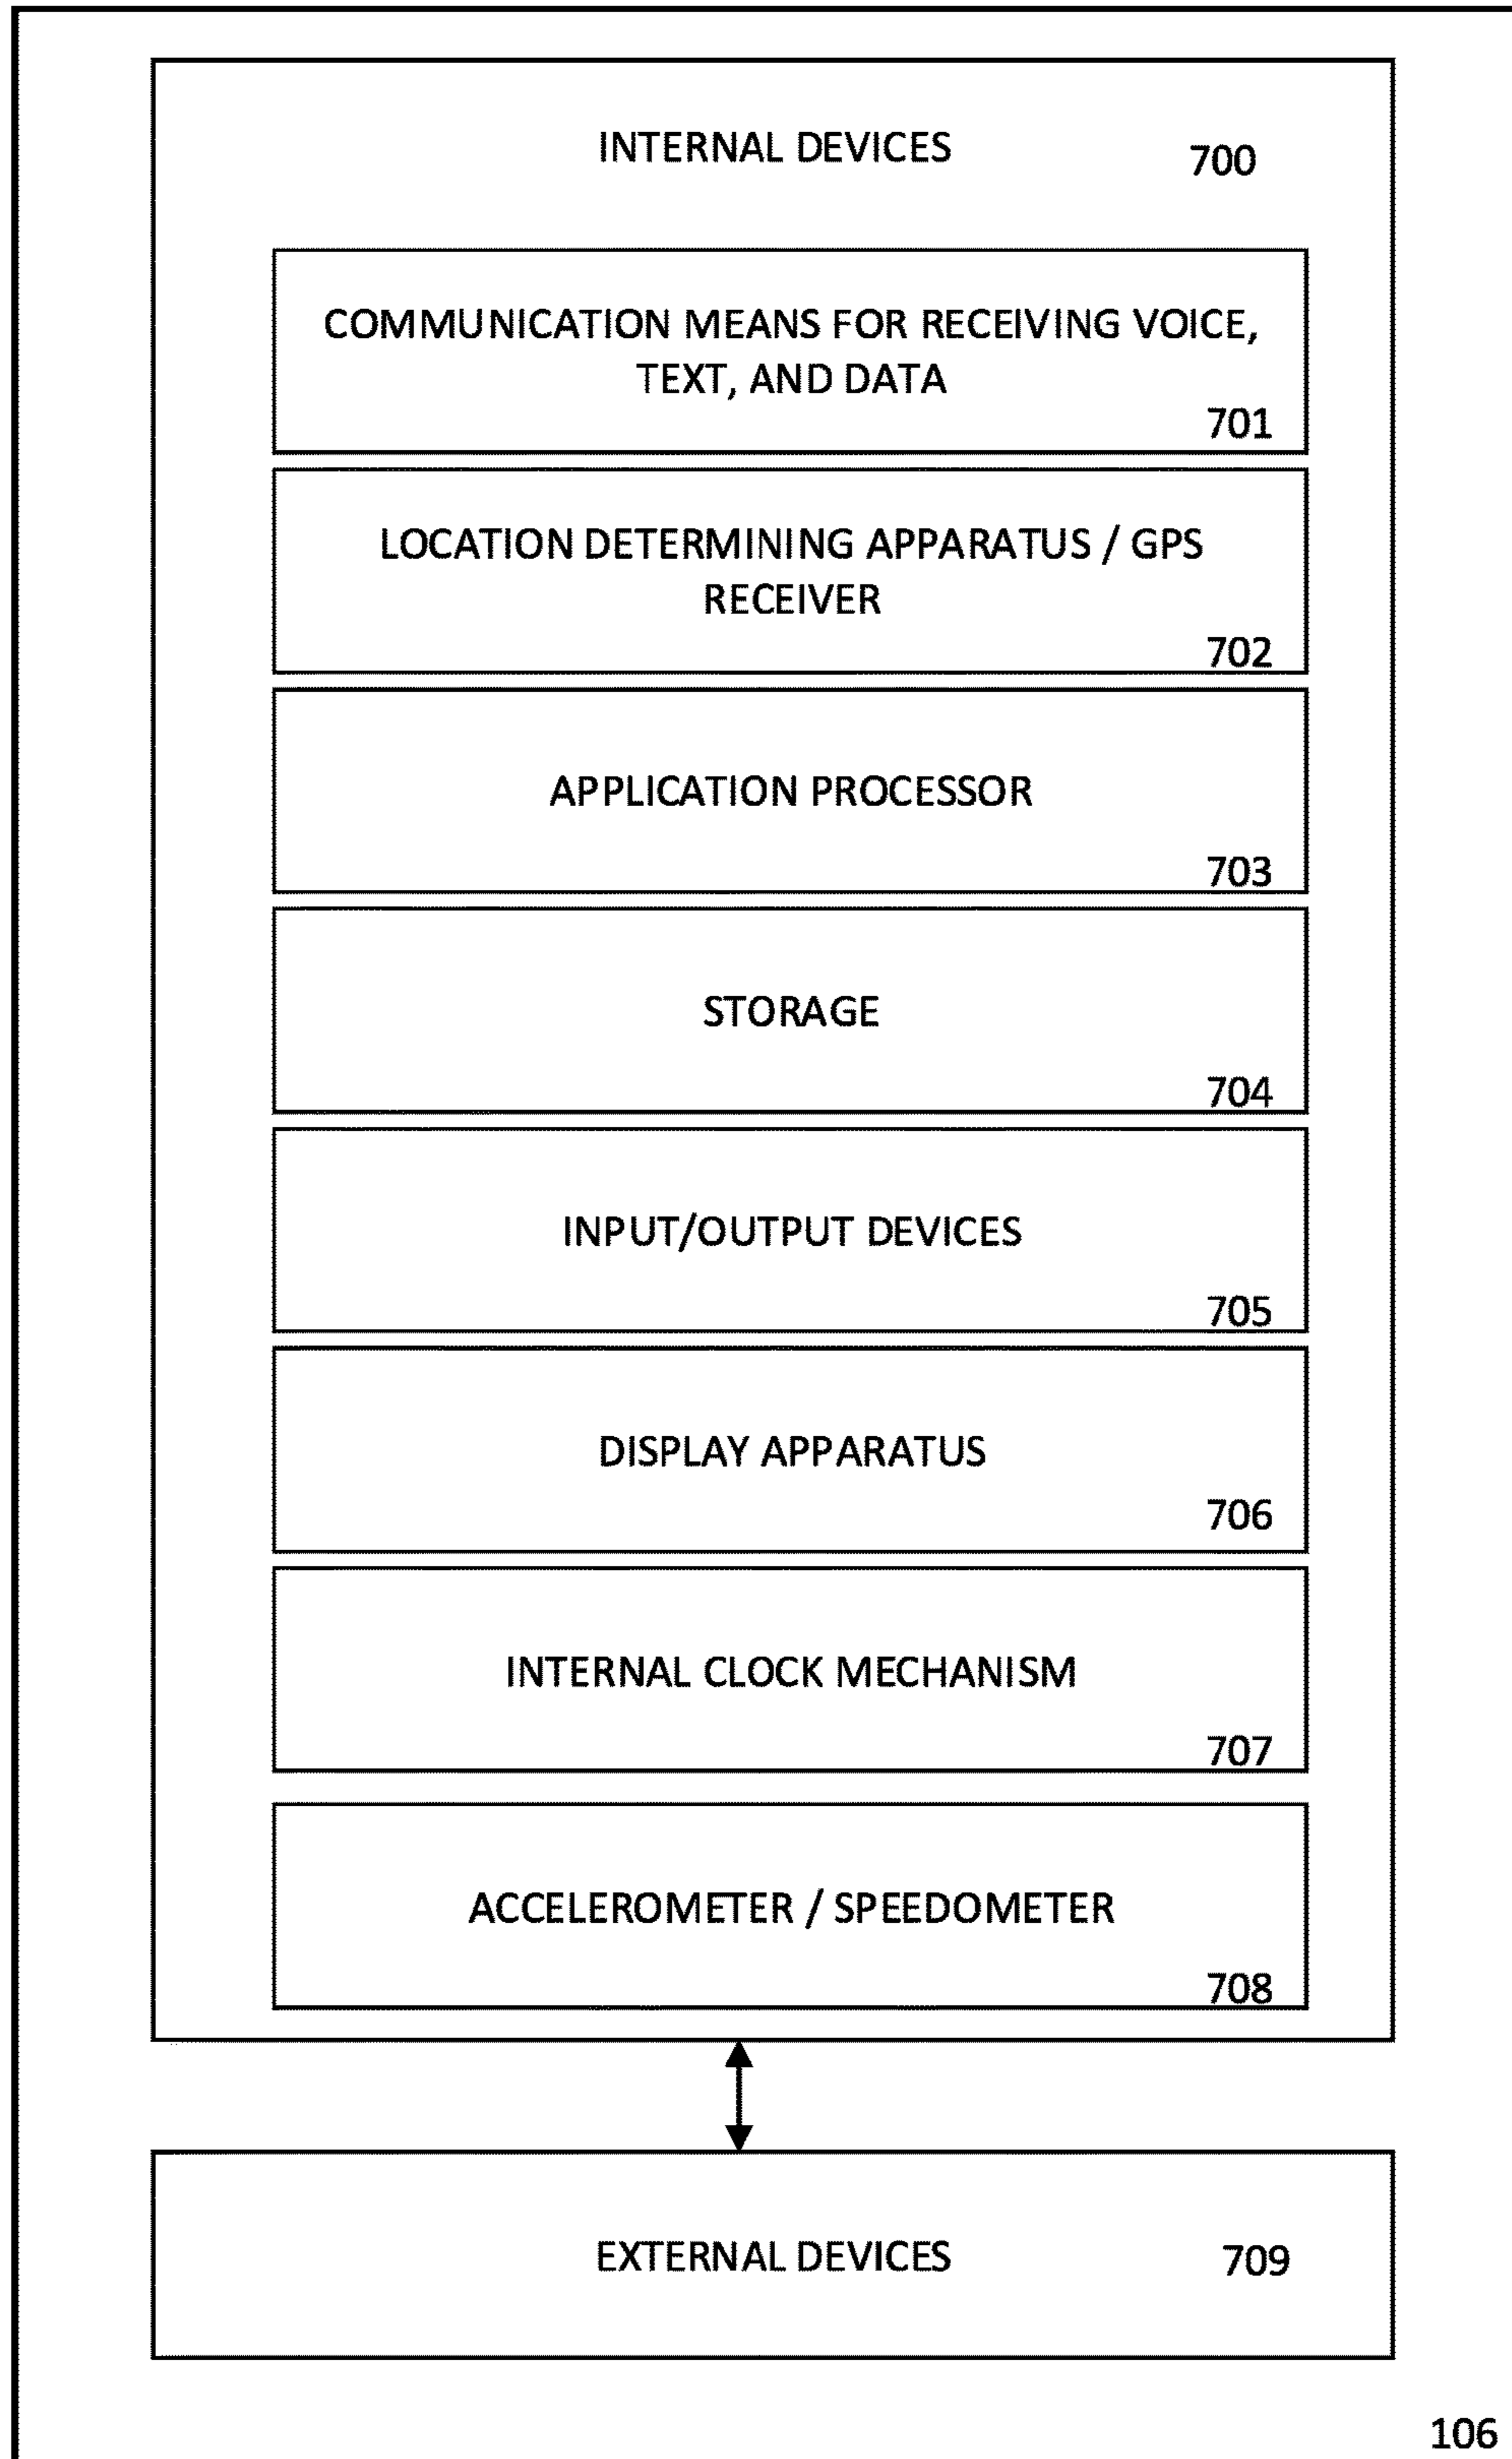 INTERNAL DEVICES 700
COMMUNICATION MEANS FOR RECEIVING VOICE,
TEXT, AND DATA
701
LOCATION DETERMINING APPARATUS / GPS
RECEIVER
702
APPLICATION PROCESSOR
703
STORAGE
704
INPUT/OUTPUT DEVICES
705
DISPLAY APPARATUS
706
INTERNAL CLOCK MECHANISM
707
ACCELEROMETER / SPEEDOMETER
708
EXTERNAL DEVICES 709
106